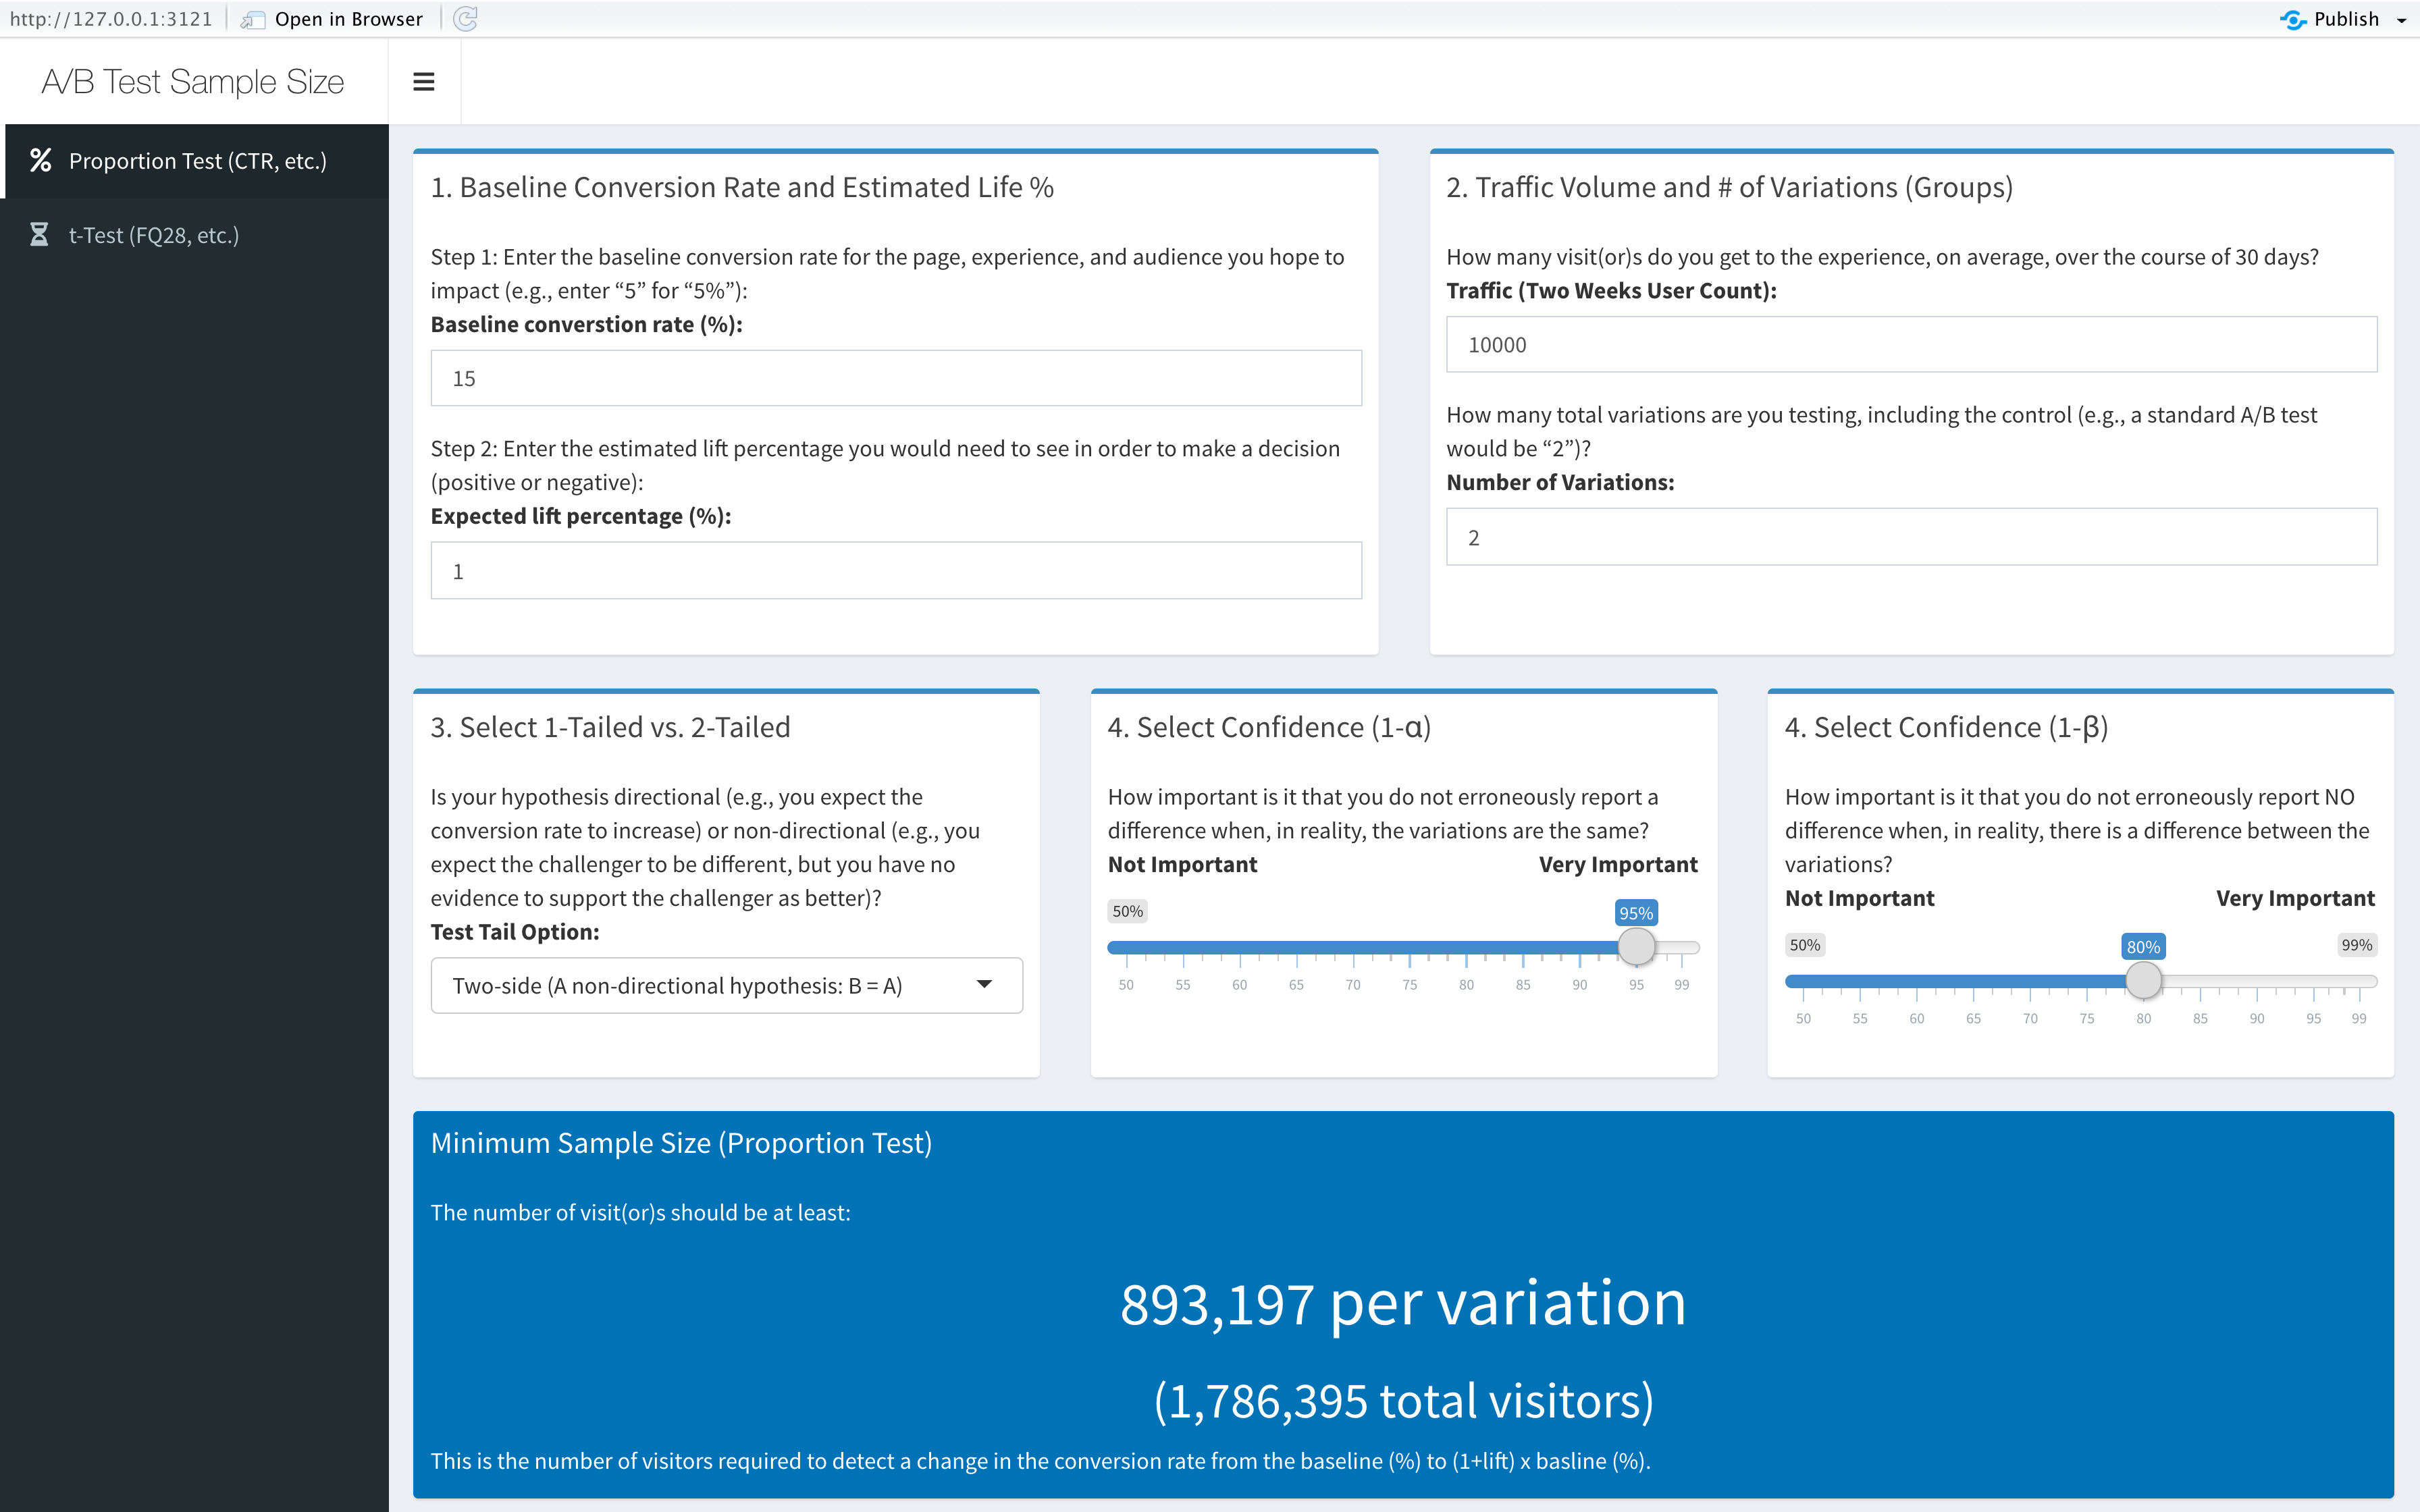 http://127.0.0.1:3121
Open in Browser
Publish
A/B Test Sample Size
Proportion Test (CTR, etc.)
t-Test (FQ28, etc.)
1. Baseline Conversion Rate and Estimated Life %
Step 1: Enter the baseline conversion rate for the page, experience, and audience you hope to
impact (e.g., enter “5” for “5%”):
Baseline converstion rate (%):
15
Step 2: Enter the estimated lift percentage you would need to see in order to make a decision
(positive or negative):
Expected lift percentage (%):
1
2. Traffic Volume and # of Variations (Groups)
How many visit(or)s do you get to the experience, on average, over the course of 30 days?
Traffic (Two Weeks User Count):
10000
How many total variations are you testing, including the control (e.g., a standard A/B test
would be “2”)?
Number of Variations:
2
3. Select 1-Tailed vs. 2-Tailed
Is your hypothesis directional (e.g., you expect the
conversion rate to increase) or non-directional (e.g., you
expect the challenger to be different, but you have no
evidence to support the challenger as better)?
Test Tail Option:
Two-side (A non-directional hypothesis: B = A)
4. Select Confidence (1-α)
How important is it that you do not erroneously report a
difference when, in reality, the variations are the same?
Not Important Very Important
50% 95%
50 55 60 65 70 75 80 85 90 95 99
4. Select Confidence (1-β)
How important is it that you do not erroneously report NO
difference when, in reality, there is a difference between the
variations?
Not Important Very Important
50% 80% 99%
50 55 60 65 70 75 80 85 90 95 99
Minimum Sample Size (Proportion Test)
The number of visit(or)s should be at least:
893,197 per variation
(1,786,395 total visitors)
This is the number of visitors required to detect a change in the conversion rate from the baseline (%) to (1+lift) x basline (%).